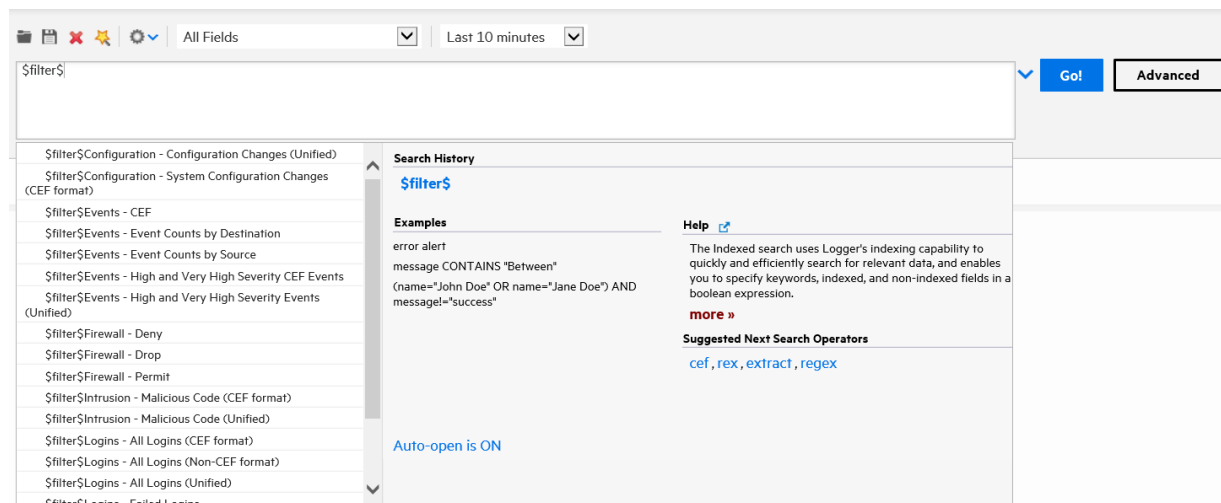 All Fields
Last 10 minutes
$filter$
Go!
Advanced
$filter$Configuration - Configuration Changes (Unified)
$filter$Configuration - System Configuration Changes
(CEF format)
$filter$Events - CEF
$filter$Events - Event Counts by Destination
$filter$Events - Event Counts by Source
$filter$Events - High and Very High Severity CEF Events
$filter$Events - High and Very High Severity Events
(Unified)
$filter$Firewall - Deny
$filter$Firewall - Drop
$filter$Firewall - Permit
$filter$Intrusion - Malicious Code (CEF format)
$filter$Intrusion - Malicious Code (Unified)
$filter$Logins - All Logins (CEF format)
$filter$Logins - All Logins (Non-CEF format)
$filter$Logins - All Logins (Unified)
$filter$Logins - Failed Logins
Search History
$filter$
Examples
error alert
message CONTAINS "Between"
(name="John Doe" OR name="Jane Doe") AND
message!="success"
Auto-open is ON
Help
The Indexed search uses Logger's indexing capability to
quickly and efficiently search for relevant data, and enables
you to specify keywords, indexed, and non-indexed fields in a
boolean expression.
more »
Suggested Next Search Operators
cef , rex , extract , regex